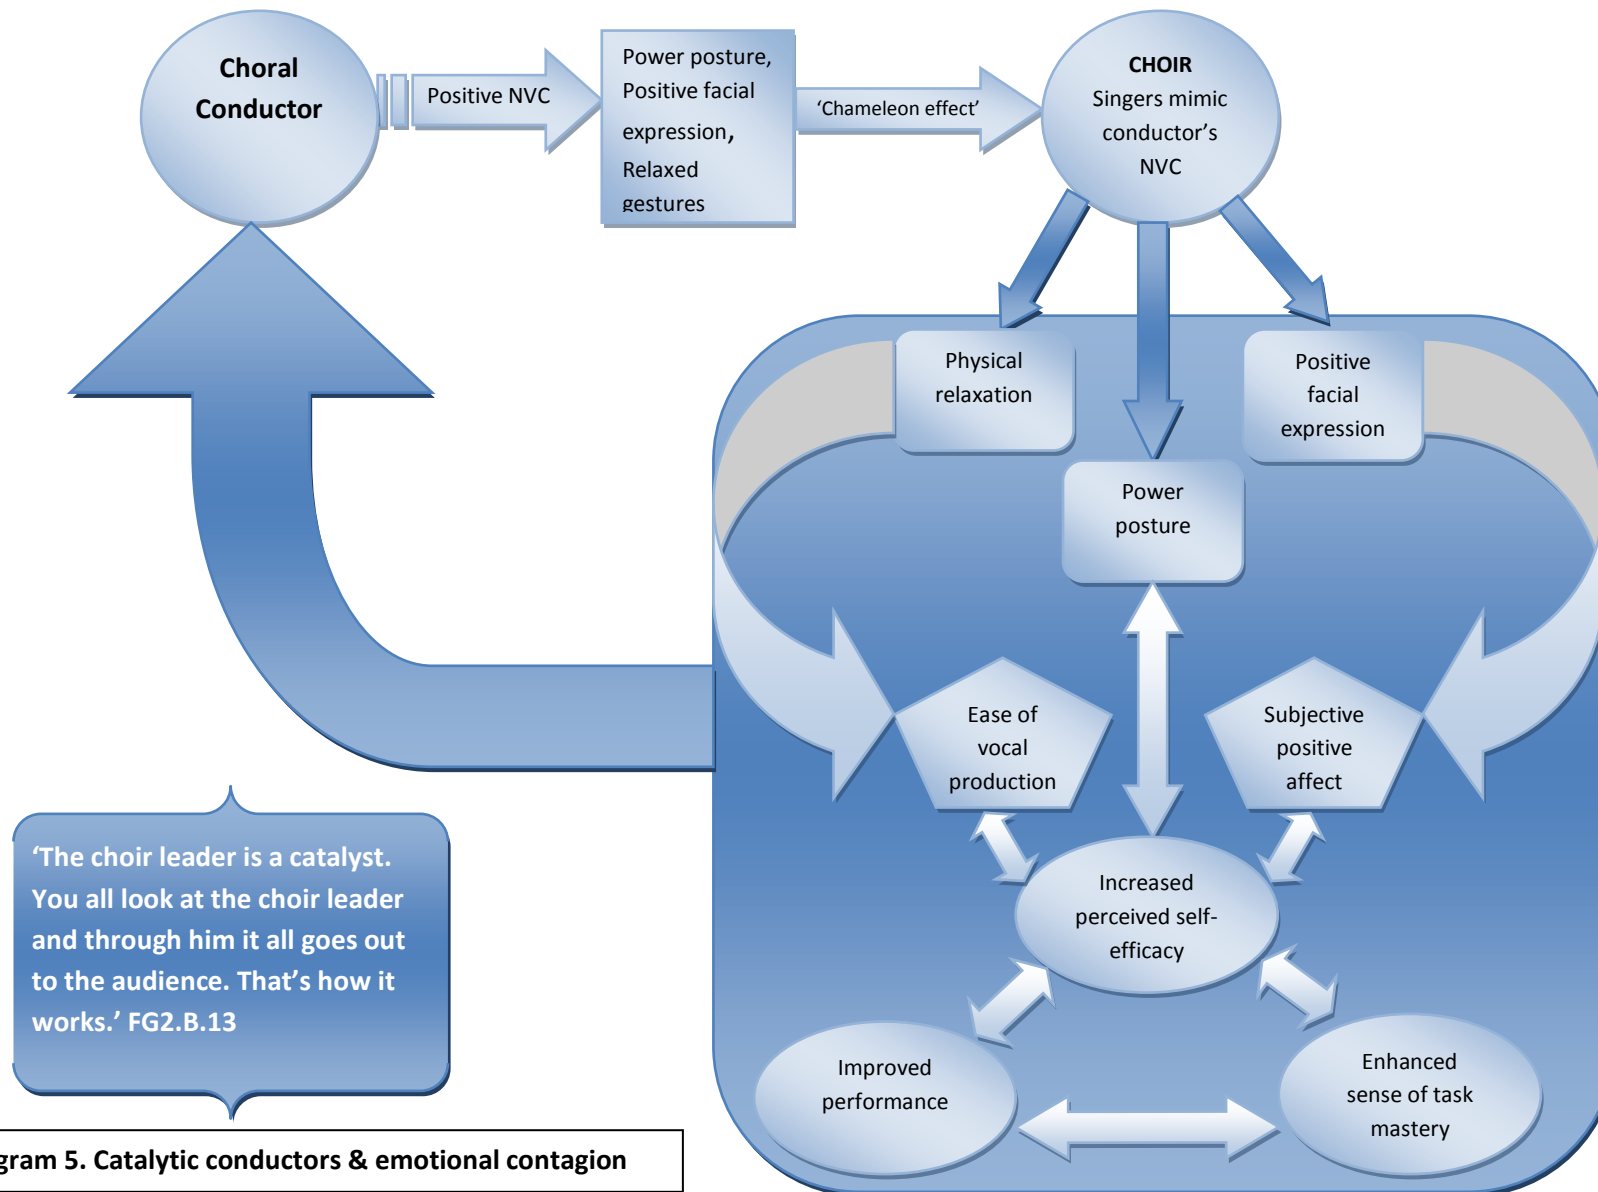 Choral
Conductor
Positive NVC
Power posture,
Positive facial
expression,
Relaxed
gestures
‘Chameleon effect’
CHOIR
Singers mimic
conductor’s
NVC
Physical
relaxation
Positive
facial
expression
Power
posture
Ease of
vocal
production
Subjective
positive
affect
Increased
perceived self-
efficacy
Improved
performance
Enhanced
sense of task
mastery
‘The choir leader is a catalyst.
You all look at the choir leader
and through him it all goes out
to the audience. That’s how it
works.’ FG2.B.13
gram 5. Catalytic conductors & emotional contagion